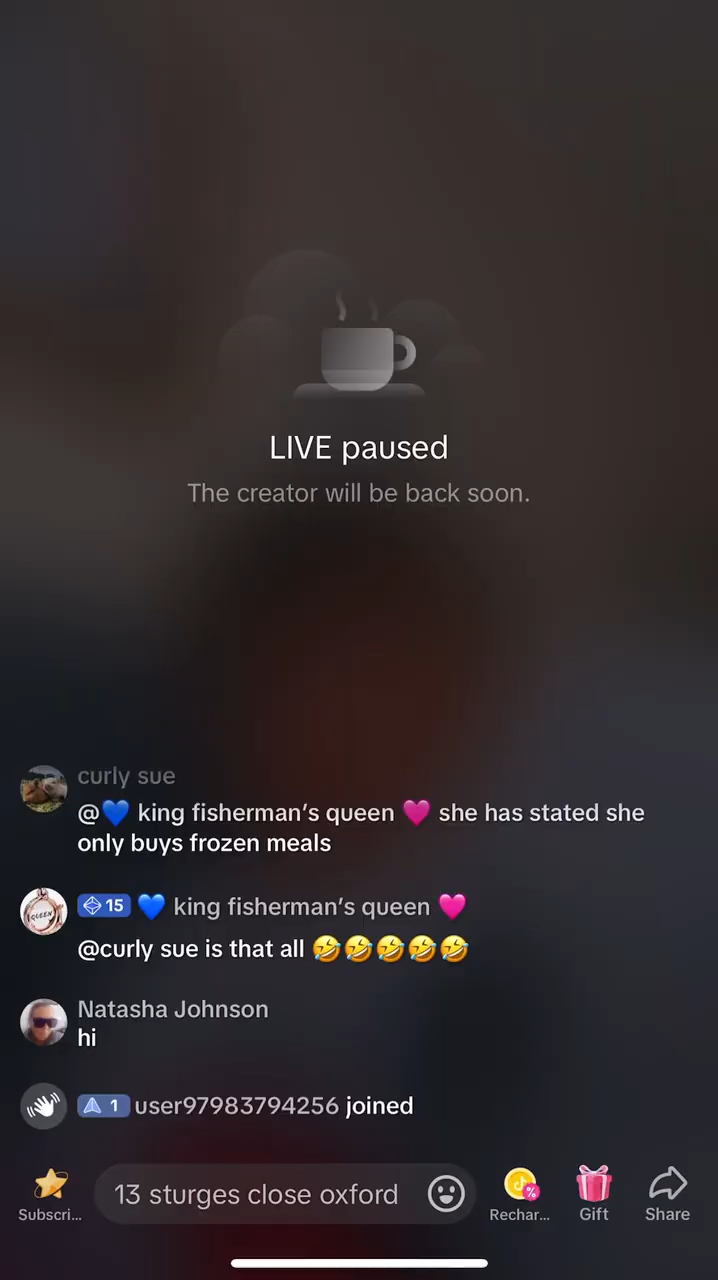 LIVE paused
The creator will be back soon.
curly sue
@💙 king fisherman's queen 💗 she has stated she
only buys frozen meals
15 💙 king fisherman's queen 💗
@curly sue is that all 🤣🤣🤣🤣🤣
QUEEN
Natasha Johnson
hi
1 user97983794256 joined
13 sturges close oxford
Subscri...
Rechar...
Gift
Share